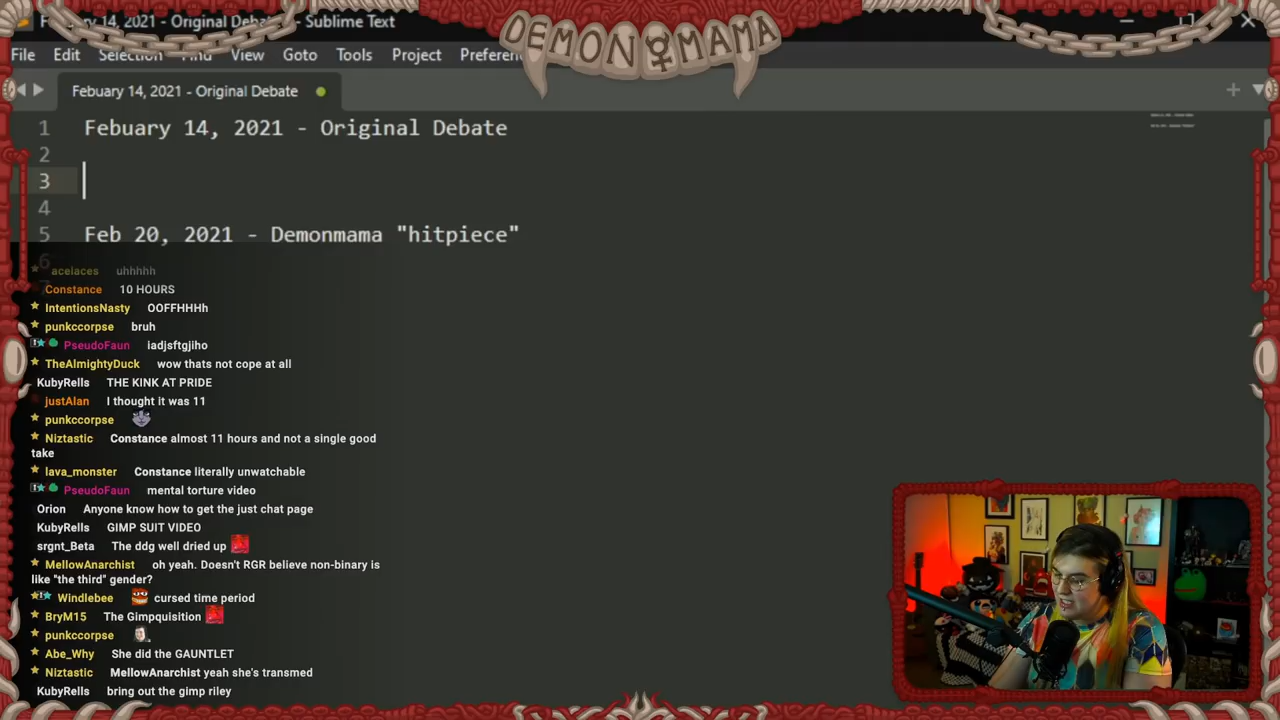 Febuary 14, 2021 - Original Debate - Sublime Text
DEMON MAMA
File Edit Selection Find View Goto Tools Project Preferen
Febuary 14, 2021 - Original Debate
1 Febuary 14, 2021 - Original Debate
2
3
4
5 Feb 20, 2021 - Demonmama "hitpiece"
6
acelaces uhhhhh
Constance 10 HOURS
IntentionsNasty OOFFHHHh
punkccorpse bruh
PseudoFaun iadjsftgjiho
TheAlmightyDuck wow thats not cope at all
KubyRells THE KINK AT PRIDE
justAlan I thought it was 11
punkccorpse
Niztastic Constance almost 11 hours and not a single good
take
lava_monster Constance literally unwatchable
PseudoFaun mental torture video
Orion Anyone know how to get the just chat page
KubyRells GIMP SUIT VIDEO
srgnt_Beta The ddg well dried up
MellowAnarchist oh yeah. Doesn't RGR believe non-binary is
like "the third" gender?
Windlebee cursed time period
BryM15 The Gimpquisition
punkccorpse
Abe_Why She did the GAUNTLET
Niztastic MellowAnarchist yeah she's transmed
KubyRells bring out the gimp riley